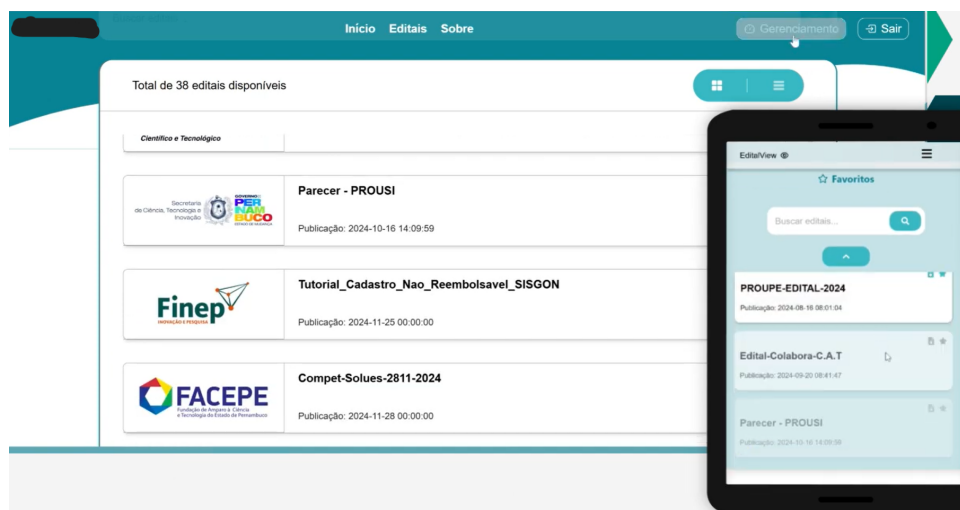 Início Editais Sobre
Gerenciamento
Sair
Total de 38 editais disponíveis
Científico e Tecnológico
Secretaria
de Ciência, Tecnologia e
Inovação
GOVERNO
PER
NAM
BUCO
ESTADO DE MUDANÇA
Parecer - PROUSI
Publicação: 2024-10-16 14:09:59
Finep
INOVAÇÃO E PESQUISA
Tutorial_Cadastro_Nao_Reembolsavel_SISGON
Publicação: 2024-11-25 00:00:00
FACEPE
Fundação de Amparo à Ciência
e Tecnologia do Estado de Pernambuco
Compet-Solues-2811-2024
Publicação: 2024-11-28 00:00:00
EditalView
Favoritos
Buscar editais...
PROUPE-EDITAL-2024
Publicação: 2024-08-16 08:01:04
Edital-Colabora-C.A.T
Publicação: 2024-09-20 08:41:47
Parecer - PROUSI
Publicação: 2024-10-16 14:09:59